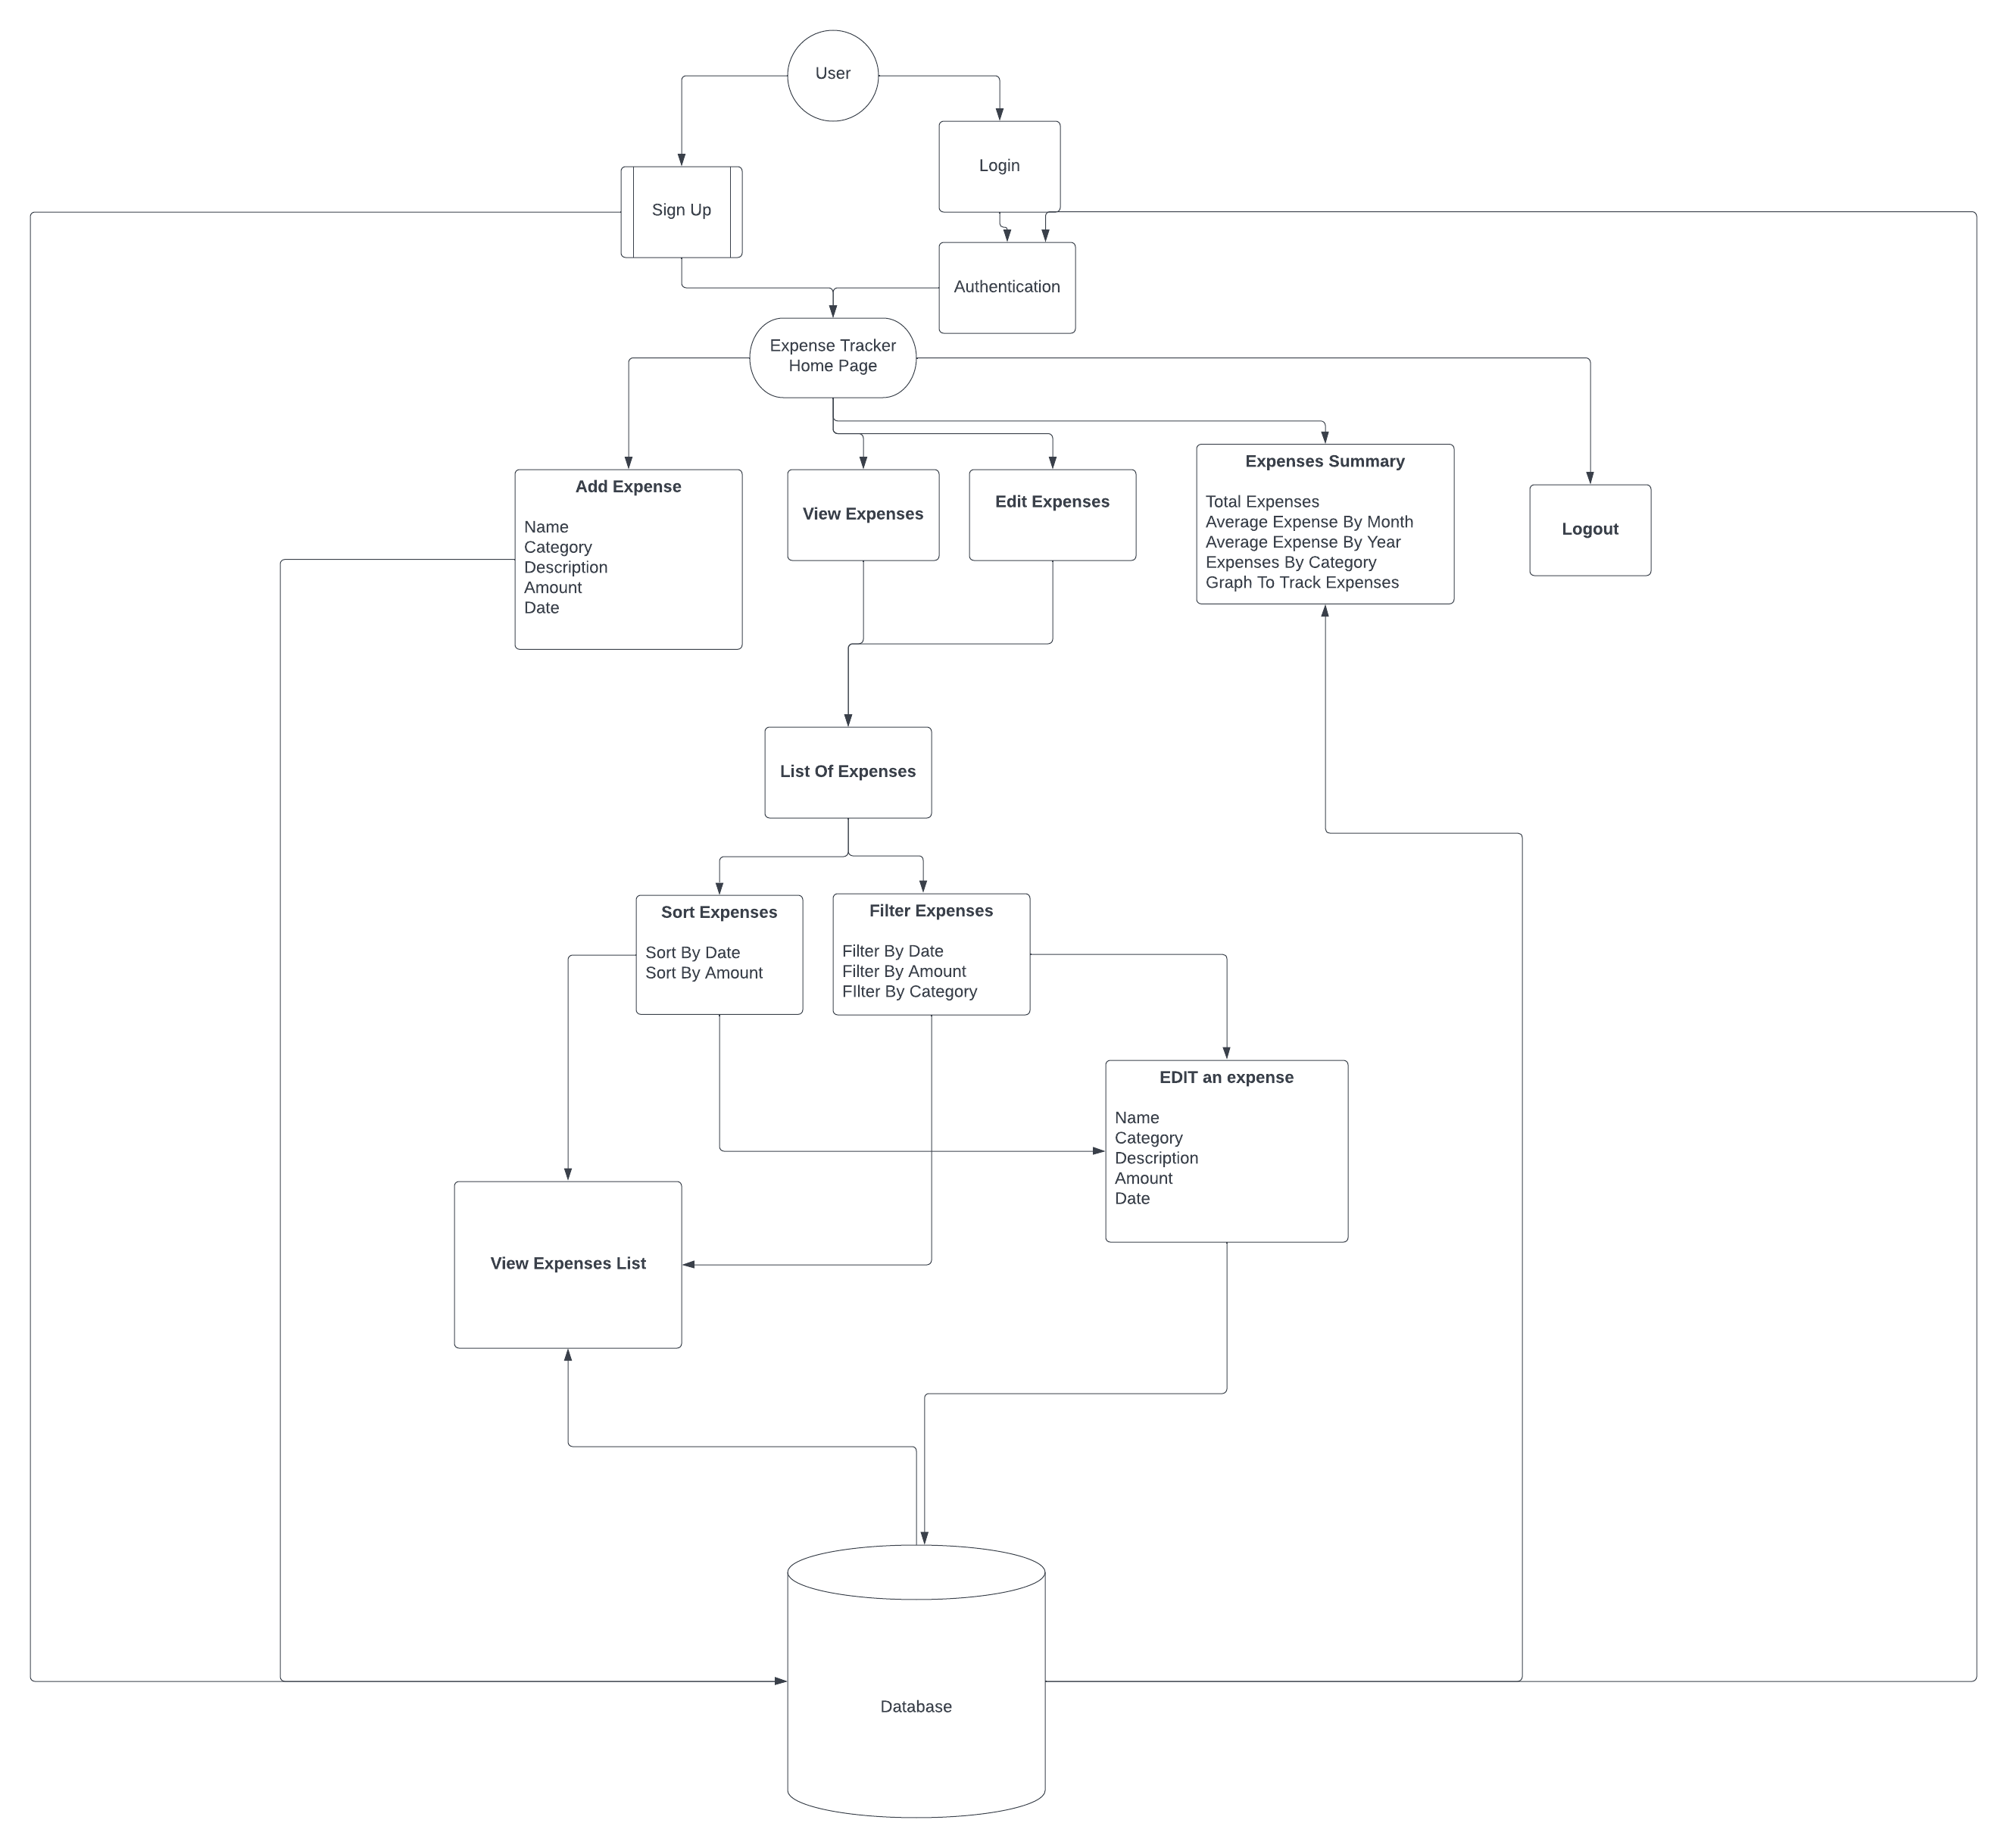 User
Login
Sign Up
Authentication
Expense Tracker
Home Page
Add Expense
Name
Category
Description
Amount
Date
View Expenses
Edit Expenses
Expenses Summary
Total Expenses
Average Expense By Month
Average Expense By Year
Expenses By Category
Graph To Track Expenses
Logout
List Of Expenses
Sort Expenses
Sort By Date
Sort By Amount
Filter Expenses
Filter By Date
Filter By Amount
FIlter By Category
EDIT an expense
Name
Category
Description
Amount
Date
View Expenses List
Database